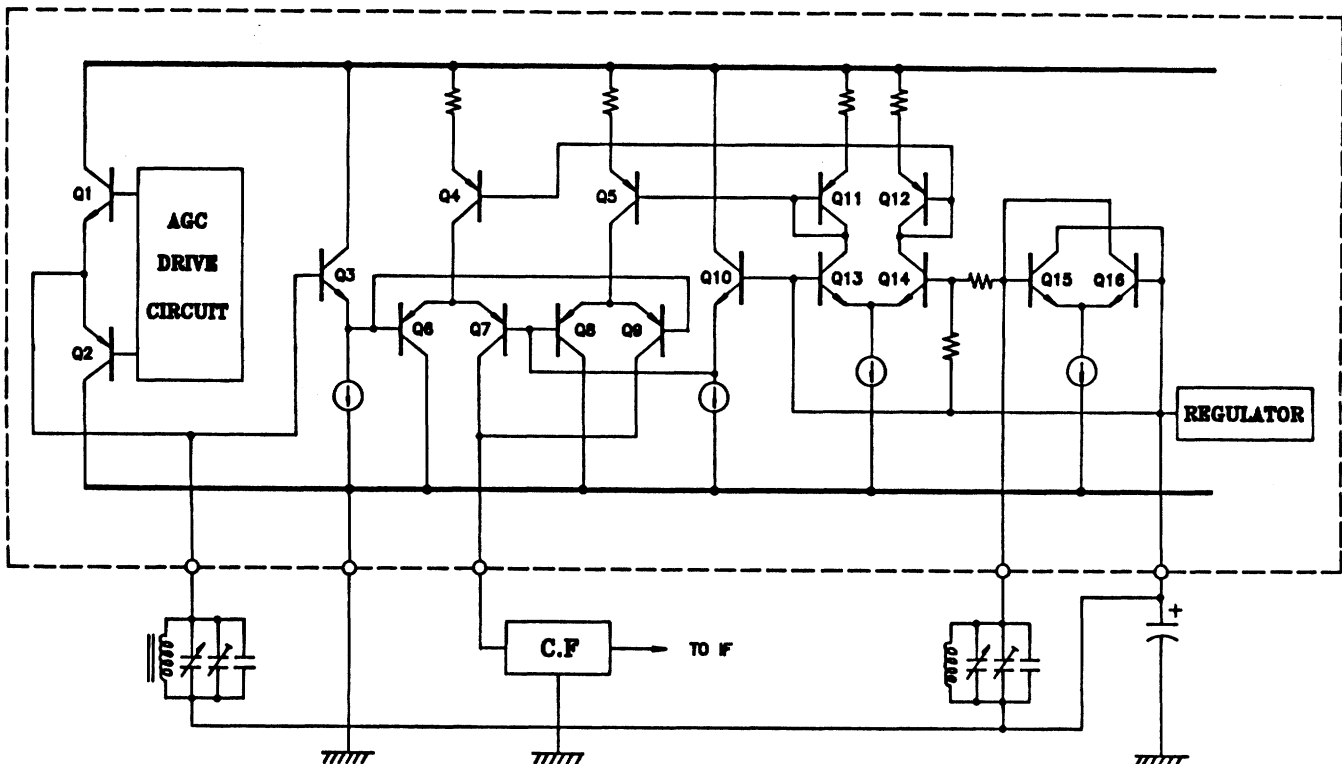 Q1
AGC
DRIVE
CIRCUIT
Q2
Q3
Q4
Q5
Q6
Q7
Q8
Q9
Q10
Q11
Q12
Q13
Q14
Q15
Q16
REGULATOR
C.F
TO IF
+